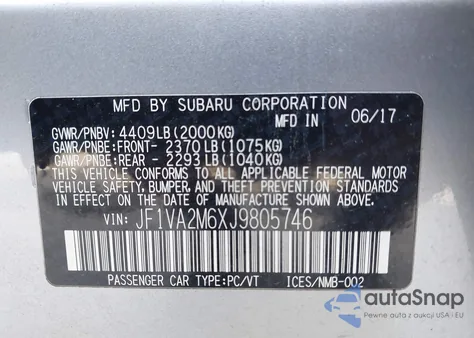 MFD BY SUBARU CORPORATION
MADE IN 06/17
GVWR/PNBV: 4409LB(2000KG)
GAWR/PNBE:FRONT- 2370LB(1075KG)
GAWR/PNBE:REAR - 2293LB(1040KG)
THIS VEHICLE CONFORMS TO ALL APPLICABLE FEDERAL MOTOR
VEHICLE SAFETY, BUMPER, AND THEFT PREVENTION STANDARDS
IN EFFECT ON THE DATE OF MANUFACTURE SHOWN ABOVE.
VIN: JF1VA2M6XJ9805746
PASSENGER CAR TYPE:PC/VT ICES/NMB-002
autoSnap
Pewne auta z USA i EU